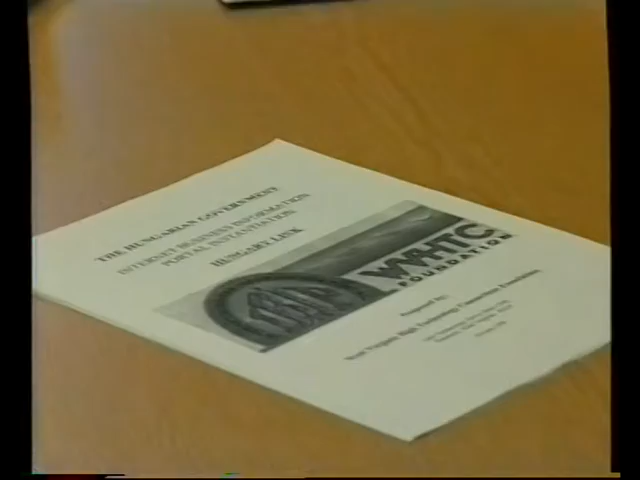 THE HUNGARIAN GOVERNMENT
INTERNET BUSINESS INFORMATION
PORTAL INSTANTIATION
HUNGARY LINK
WVHTC
FOUNDATION
Prepared By:
West Virginia High Technology Consortium Foundation